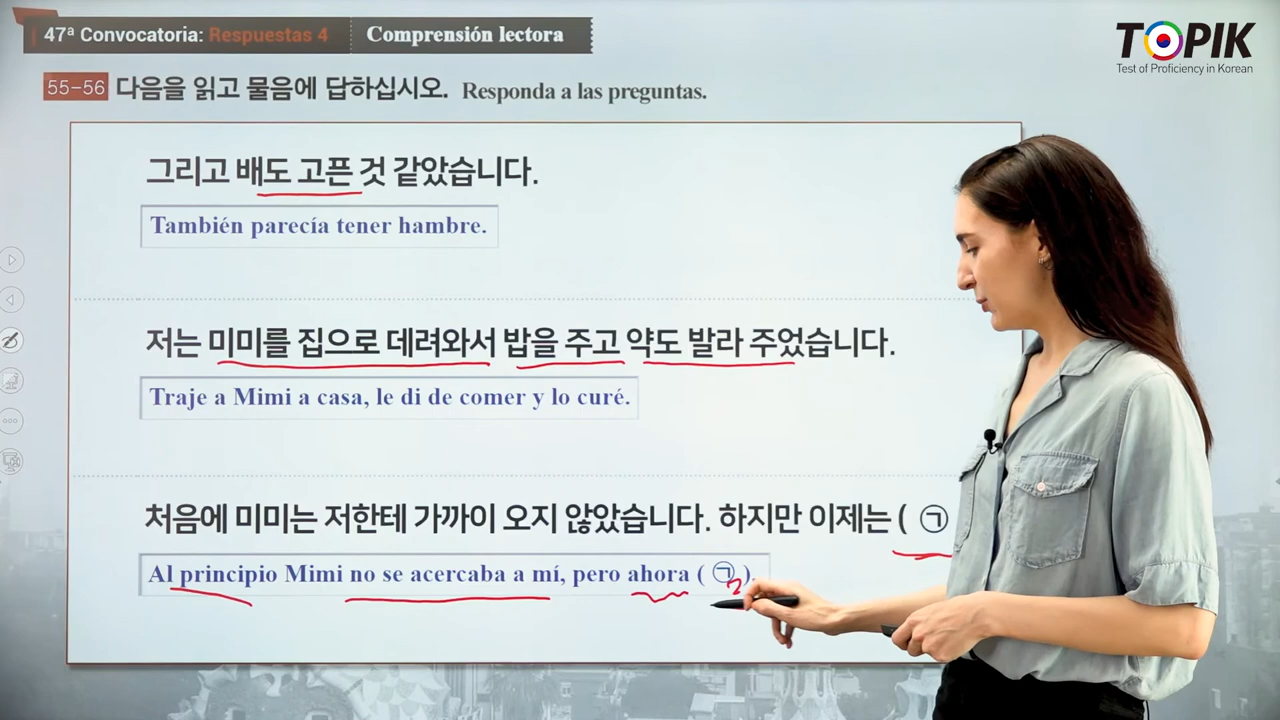 47ª Convocatoria: Respuestas 4 Comprensión lectora
TOPIK
Test of Proficiency in Korean
55-56 다음을 읽고 물음에 답하십시오. Responda a las preguntas.
그리고 배도 고픈 것 같았습니다.
También parecía tener hambre.
저는 미미를 집으로 데려와서 밥을 주고 약도 발라 주었습니다.
Traje a Mimi a casa, le di de comer y lo curé.
처음에 미미는 저한테 가까이 오지 않았습니다. 하지만 이제는 ( ㉠
Al principio Mimi no se acercaba a mí, pero ahora ( ㉠ ).
?